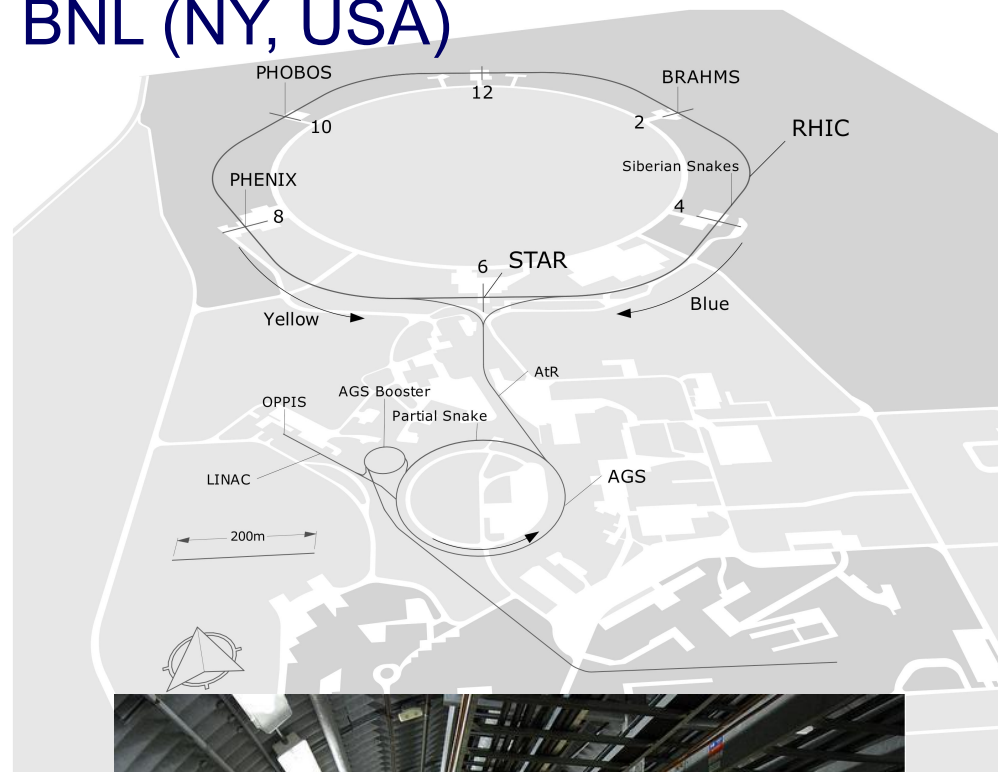 BNL (NY, USA)
PHOBOS
12
BRAHMS
10
2
RHIC
Siberian Snakes
PHENIX
4
8
6
STAR
Yellow
Blue
AtR
AGS Booster
OPPIS
Partial Snake
LINAC
AGS
200m